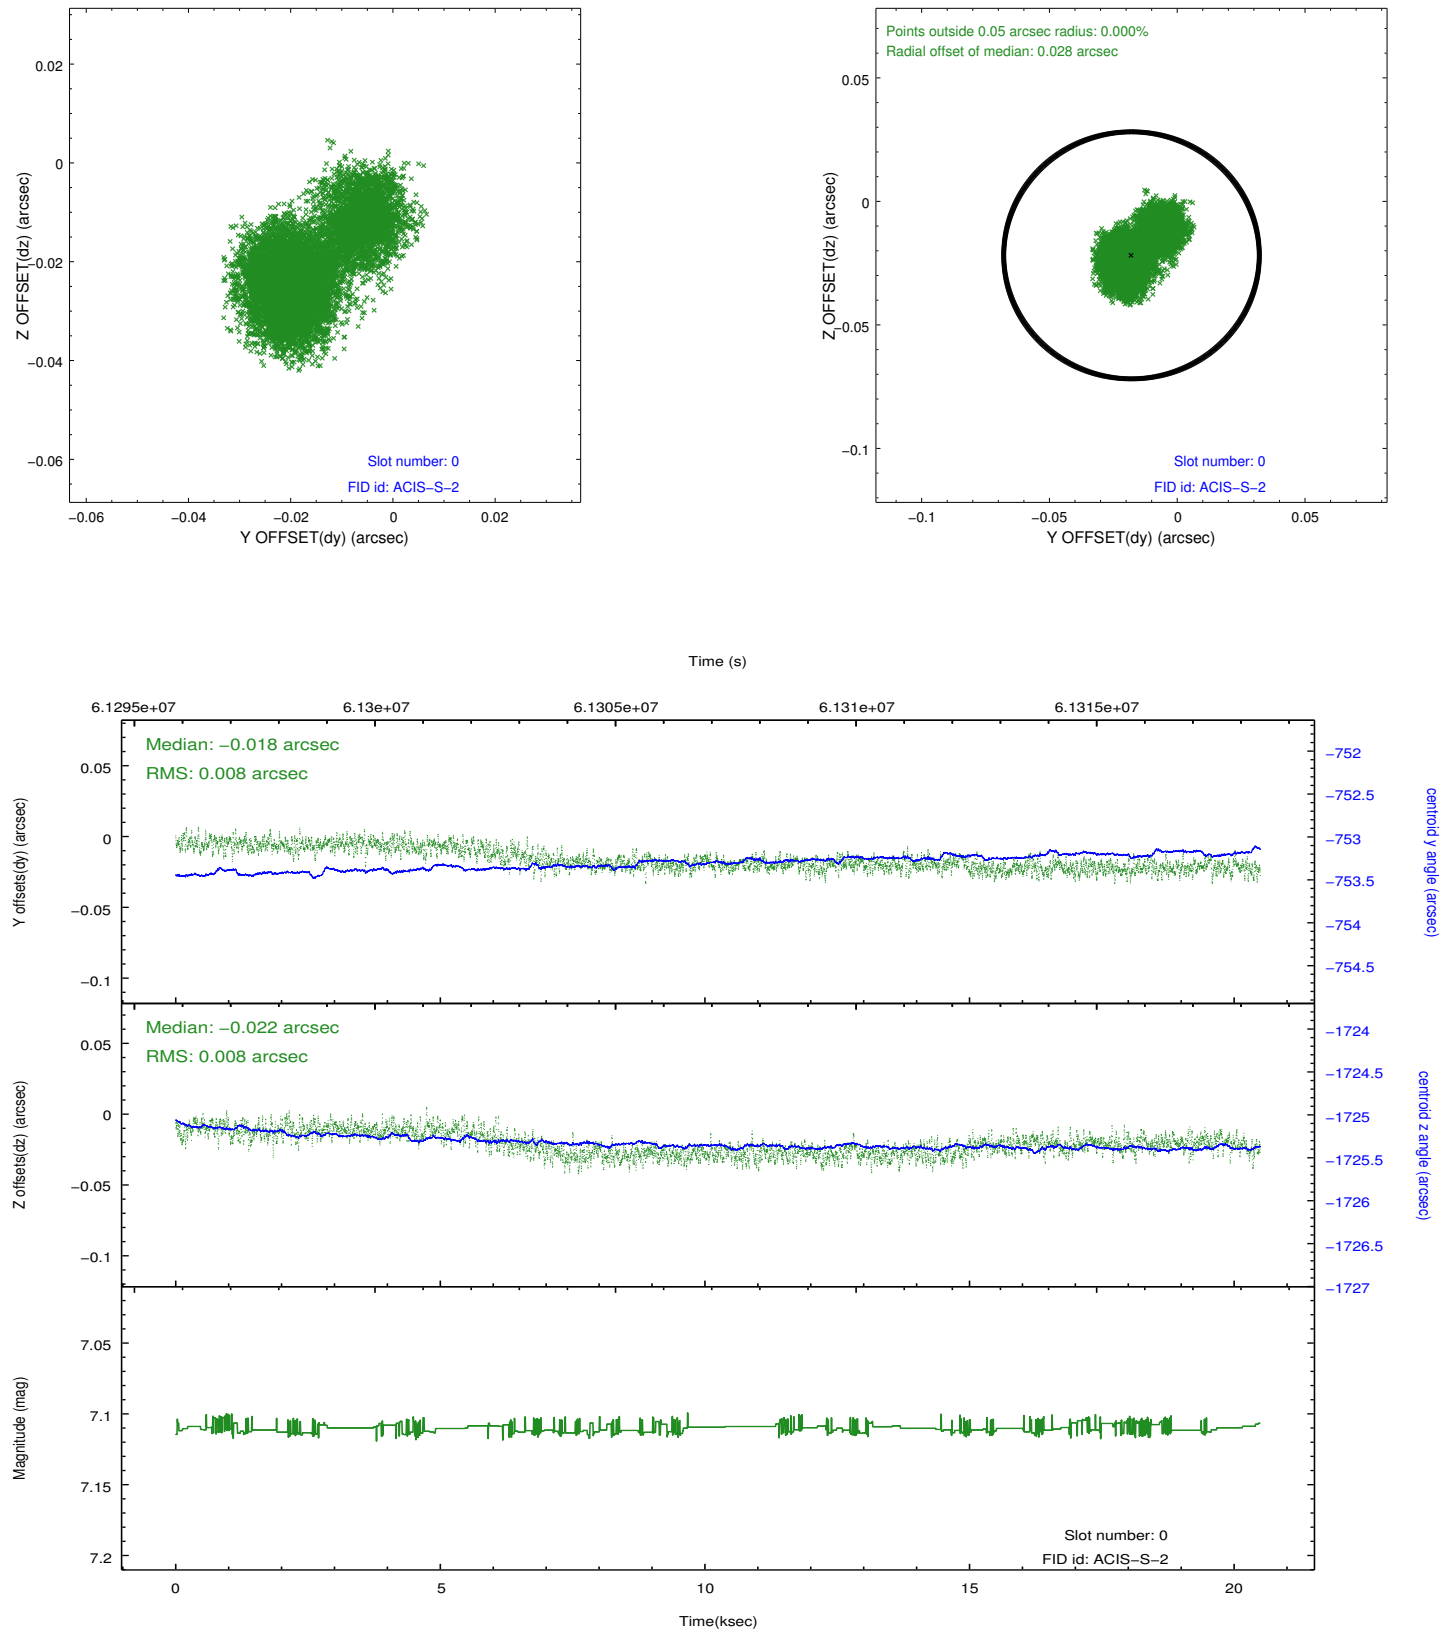 0.02
0
−0.02
−0.04
−0.06
Z OFFSET(dz) (arcsec)
Slot number: 0
FID id: ACIS−S−2
−0.06
−0.04
−0.02
0
0.02
Y OFFSET(dy) (arcsec)
Points outside 0.05 arcsec radius: 0.000%
Radial offset of median: 0.028 arcsec
0.05
0
−0.05
−0.1
Z OFFSET(dz) (arcsec)
Slot number: 0
FID id: ACIS−S−2
−0.1
−0.05
0
0.05
Y OFFSET(dy) (arcsec)
Time (s)
6.1295e+07
6.13e+07
6.1305e+07
6.131e+07
6.1315e+07
Median: −0.018 arcsec
RMS: 0.008 arcsec
0.05
0
−0.05
−0.1
Y offsets(dy) (arcsec)
−752
−752.5
−753
−753.5
−754
−754.5
centroid y angle (arcsec)
Median: −0.022 arcsec
RMS: 0.008 arcsec
0.05
0
−0.05
−0.1
Z offsets(dz) (arcsec)
−1724
−1724.5
−1725
−1725.5
−1726
−1726.5
−1727
centroid z angle (arcsec)
7.05
7.1
7.15
7.2
Magnitude (mag)
Slot number: 0
FID id: ACIS−S−2
0
5
10
15
20
Time(ksec)